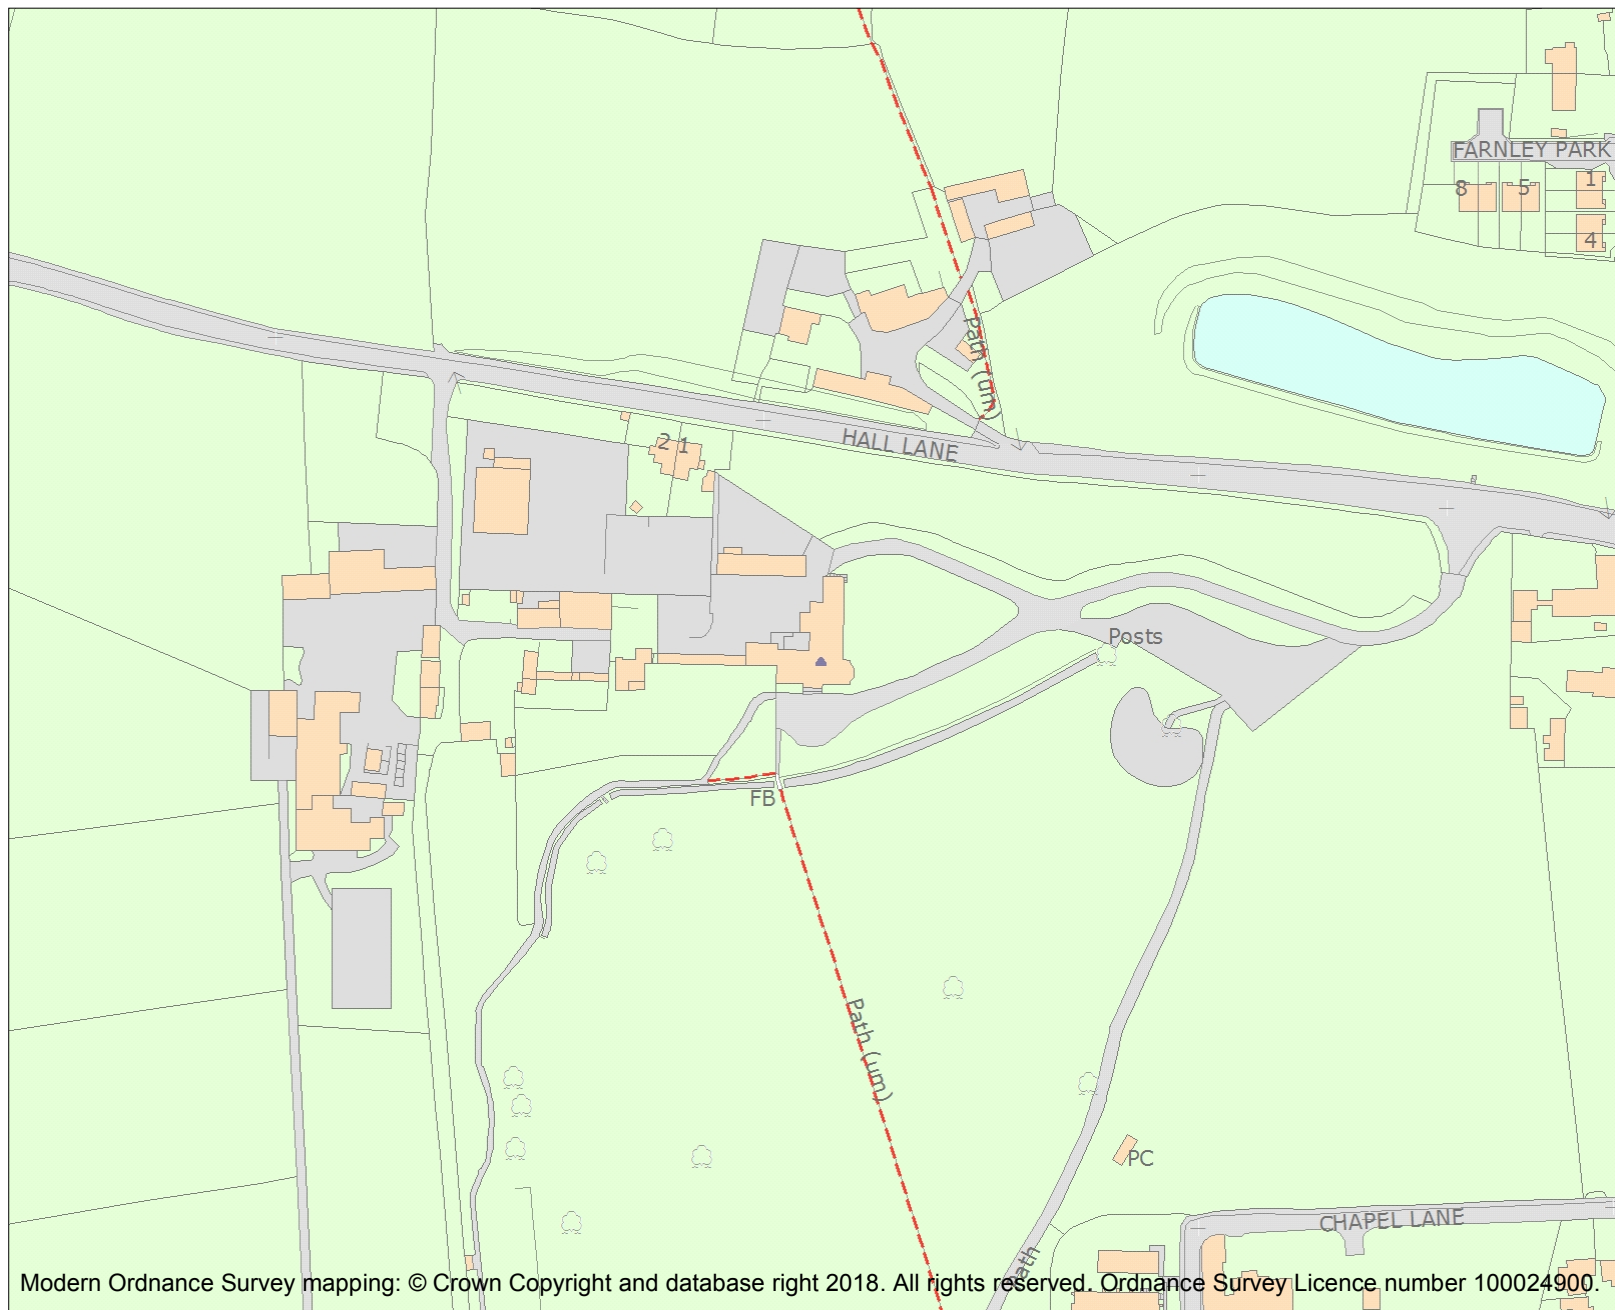 FARNLEY PARK
8
5
1
4
Path (um)
HALL LANE
2 1
Posts
FB
Path (um)
PC
CHAPEL LANE
Path
Modern Ordnance Survey mapping: © Crown Copyright and database right 2018. All rights reserved. Ordnance Survey Licence number 100024900.